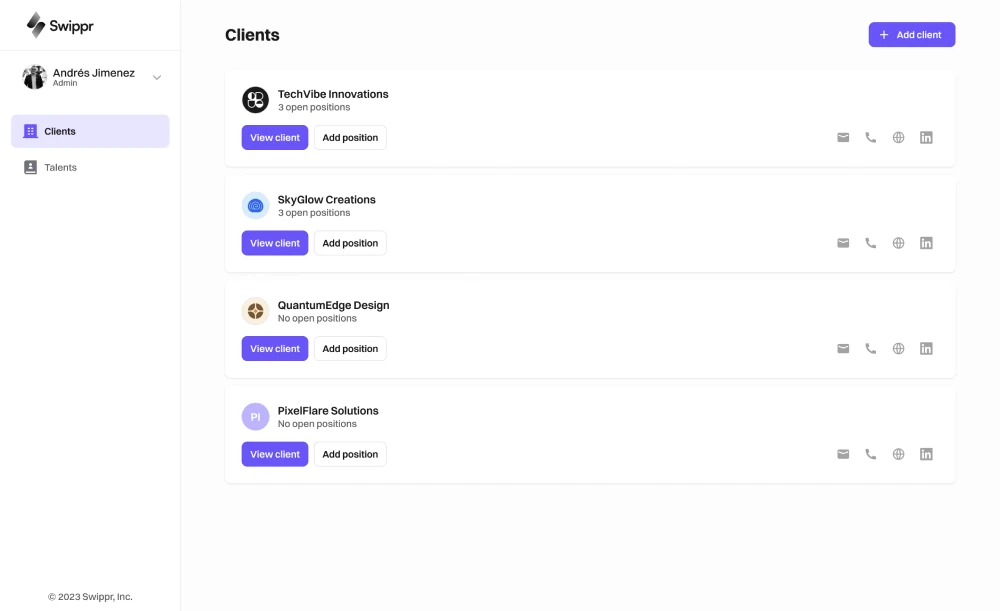 Swippr
Andrés Jimenez
Admin
Clients
Talents
© 2023 Swippr, Inc.
Clients
Add client
TechVibe Innovations
3 open positions
View client
Add position
SkyGlow Creations
3 open positions
View client
Add position
QuantumEdge Design
No open positions
View client
Add position
PI
PixelFlare Solutions
No open positions
View client
Add position